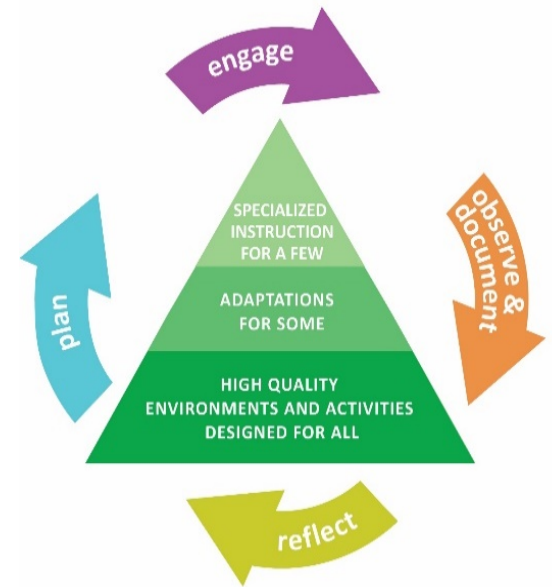 engage
SPECIALIZED
INSTRUCTION
FOR A FEW
observe &
document
ADAPTATIONS
FOR SOME
plan
HIGH QUALITY
ENVIRONMENTS AND ACTIVITIES
DESIGNED FOR ALL
reflect